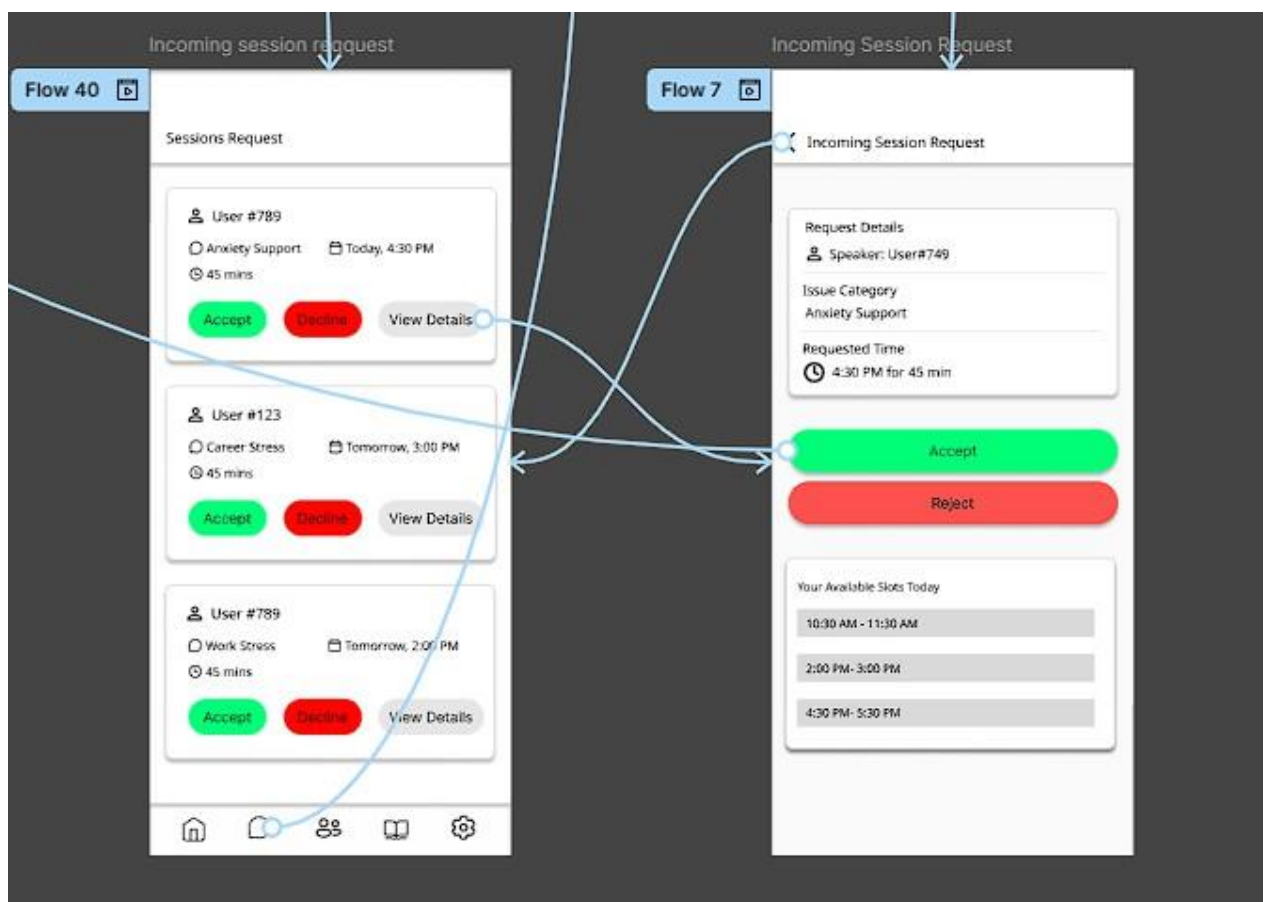 Incoming session reqquest
Flow 40
Sessions Request
User #789
Anxiety Support Today, 4:30 PM
45 mins
Accept Decline View Details
User #123
Career Stress Tomorrow, 3:00 PM
45 mins
Accept Decline View Details
User #789
Work Stress Tomorrow, 2:00 PM
45 mins
Accept Decline View Details
Incoming Session Request
Flow 7
Incoming Session Request
Request Details
Speaker: User#749
Issue Category
Anxiety Support
Requested Time
4:30 PM for 45 min
Accept
Reject
Your Available Slots Today
10:30 AM - 11:30 AM
2:00 PM- 3:00 PM
4:30 PM- 5:30 PM